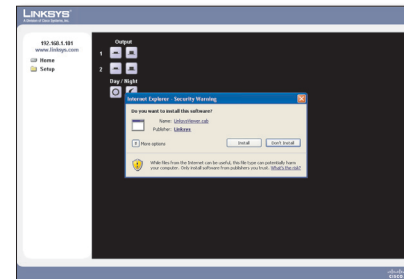 LINKSYS
A Division of Cisco Systems, Inc.
192.168.1.101
www.linksys.com
Home
Setup
Output
1
2
Day / Night
Internet Explorer - Security Warning
Do you want to install this software?
Name: LinksysViewer.cab
Publisher: Linksys
More options
Install
Don't Install
While files from the Internet can be useful, this file type can potentially harm
your computer. Only install software from publishers you trust. What's the risk?
CISCO